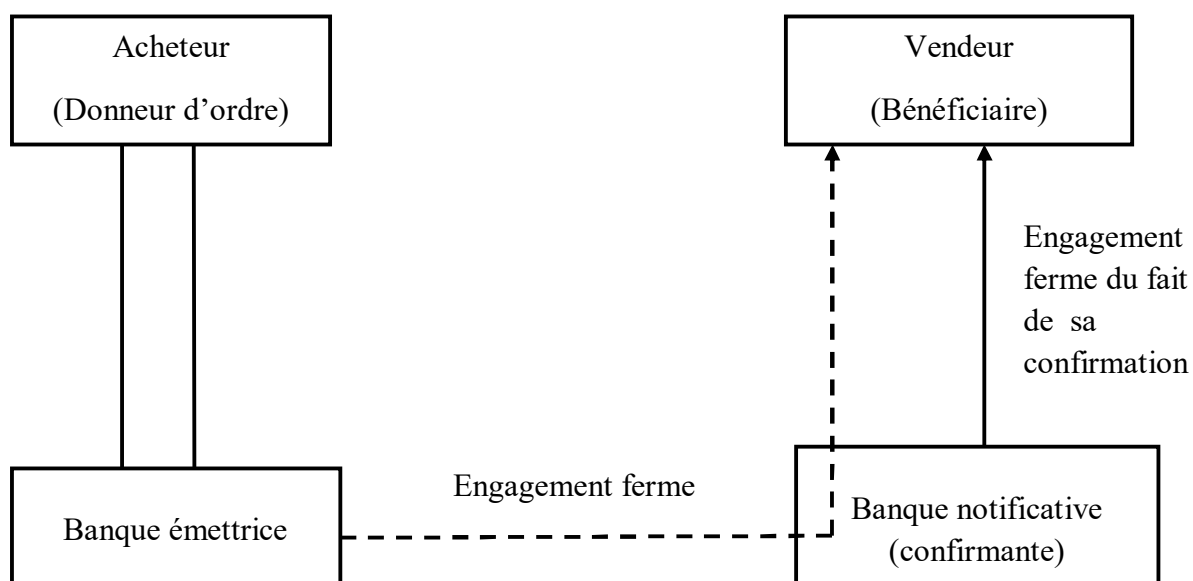 Acheteur
(Donneur d’ordre)
Vendeur
(Bénéficiaire)
Engagement
ferme du fait
de sa
confirmation
Engagement ferme
Banque émettrice
Banque notificative
(confirmante)